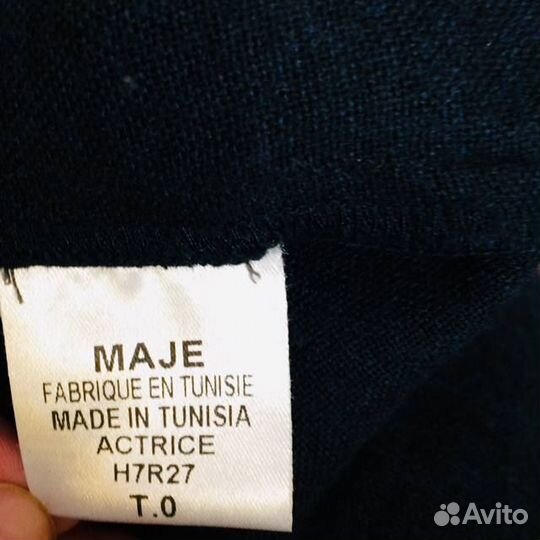 MAJE
FABRIQUE EN TUNISIE
MADE IN TUNISIA
ACTRICE
H7R27
T.0
Avito